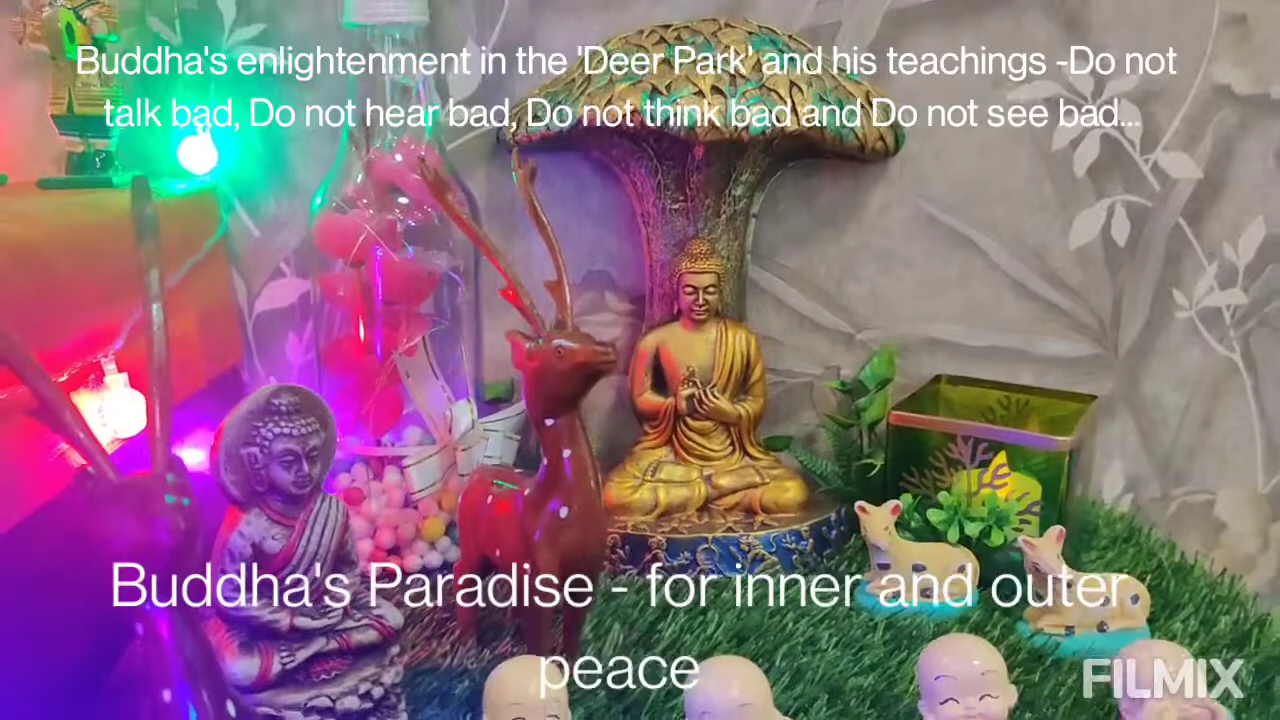 Buddha's enlightenment in the 'Deer Park' and his teachings -Do not
talk bad, Do not hear bad, Do not think bad and Do not see bad...
Buddha's Paradise - for inner and outer
peace
FILMIX